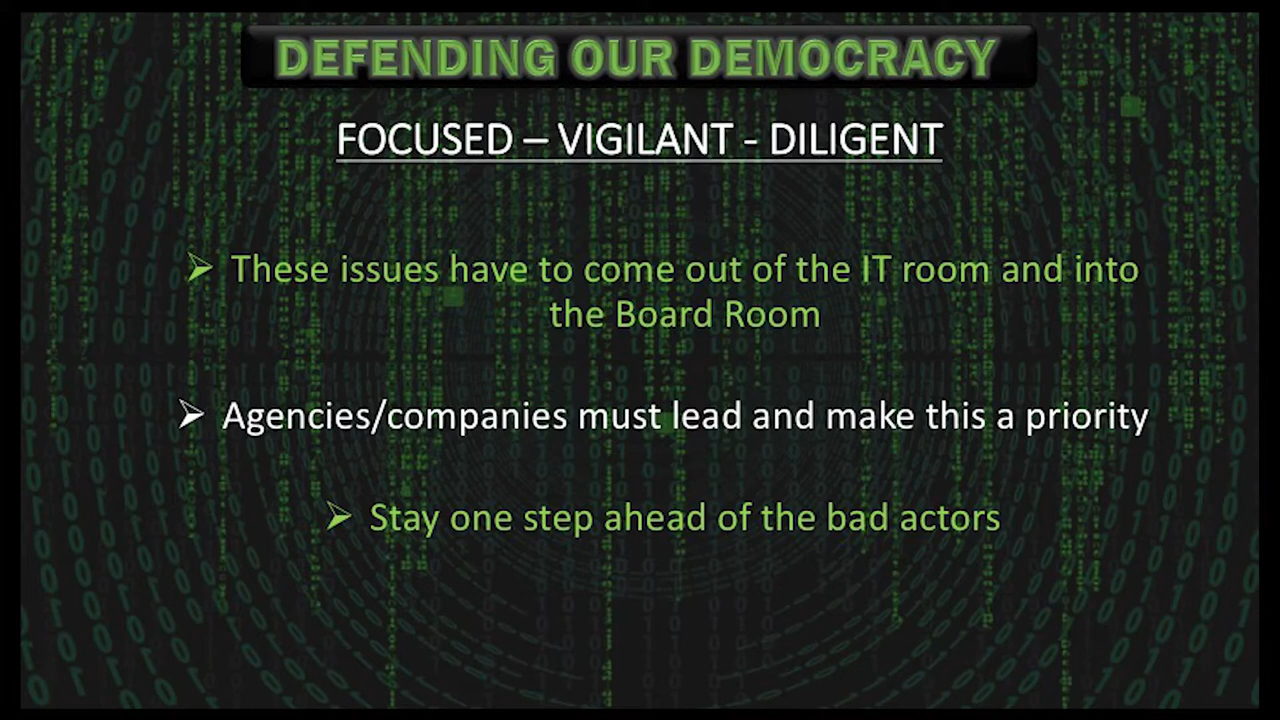 DEFENDING OUR DEMOCRACY
FOCUSED – VIGILANT - DILIGENT
➢ These issues have to come out of the IT room and into
the Board Room
➢ Agencies/companies must lead and make this a priority
➢ Stay one step ahead of the bad actors